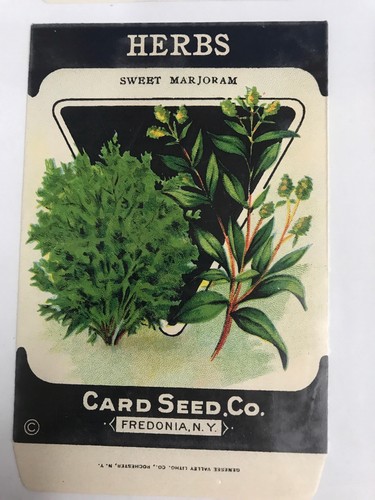 HERBS
SWEET MARJORAM
CARD SEED.CO.
FREDONIA, N.Y.
©
GENESEE VALLEY LITHO. CO., ROCHESTER, N. Y.